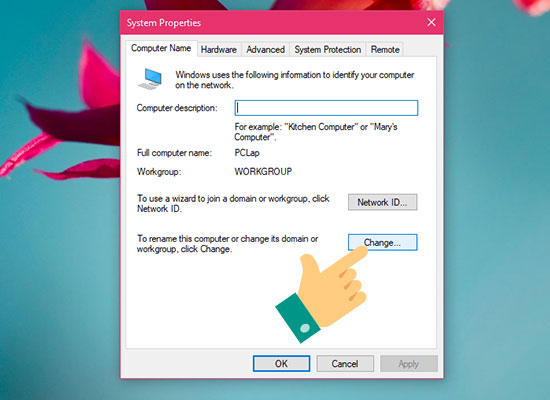 System Properties
Computer Name Hardware Advanced System Protection Remote
Windows uses the following information to identify your computer
on the network.
Computer description:
For example: "Kitchen Computer" or "Mary's
Computer".
Full computer name: PCLap
Workgroup: WORKGROUP
To use a wizard to join a domain or workgroup, click
Network ID.
Network ID...
To rename this computer or change its domain or
workgroup, click Change.
Change...
OK Cancel Apply